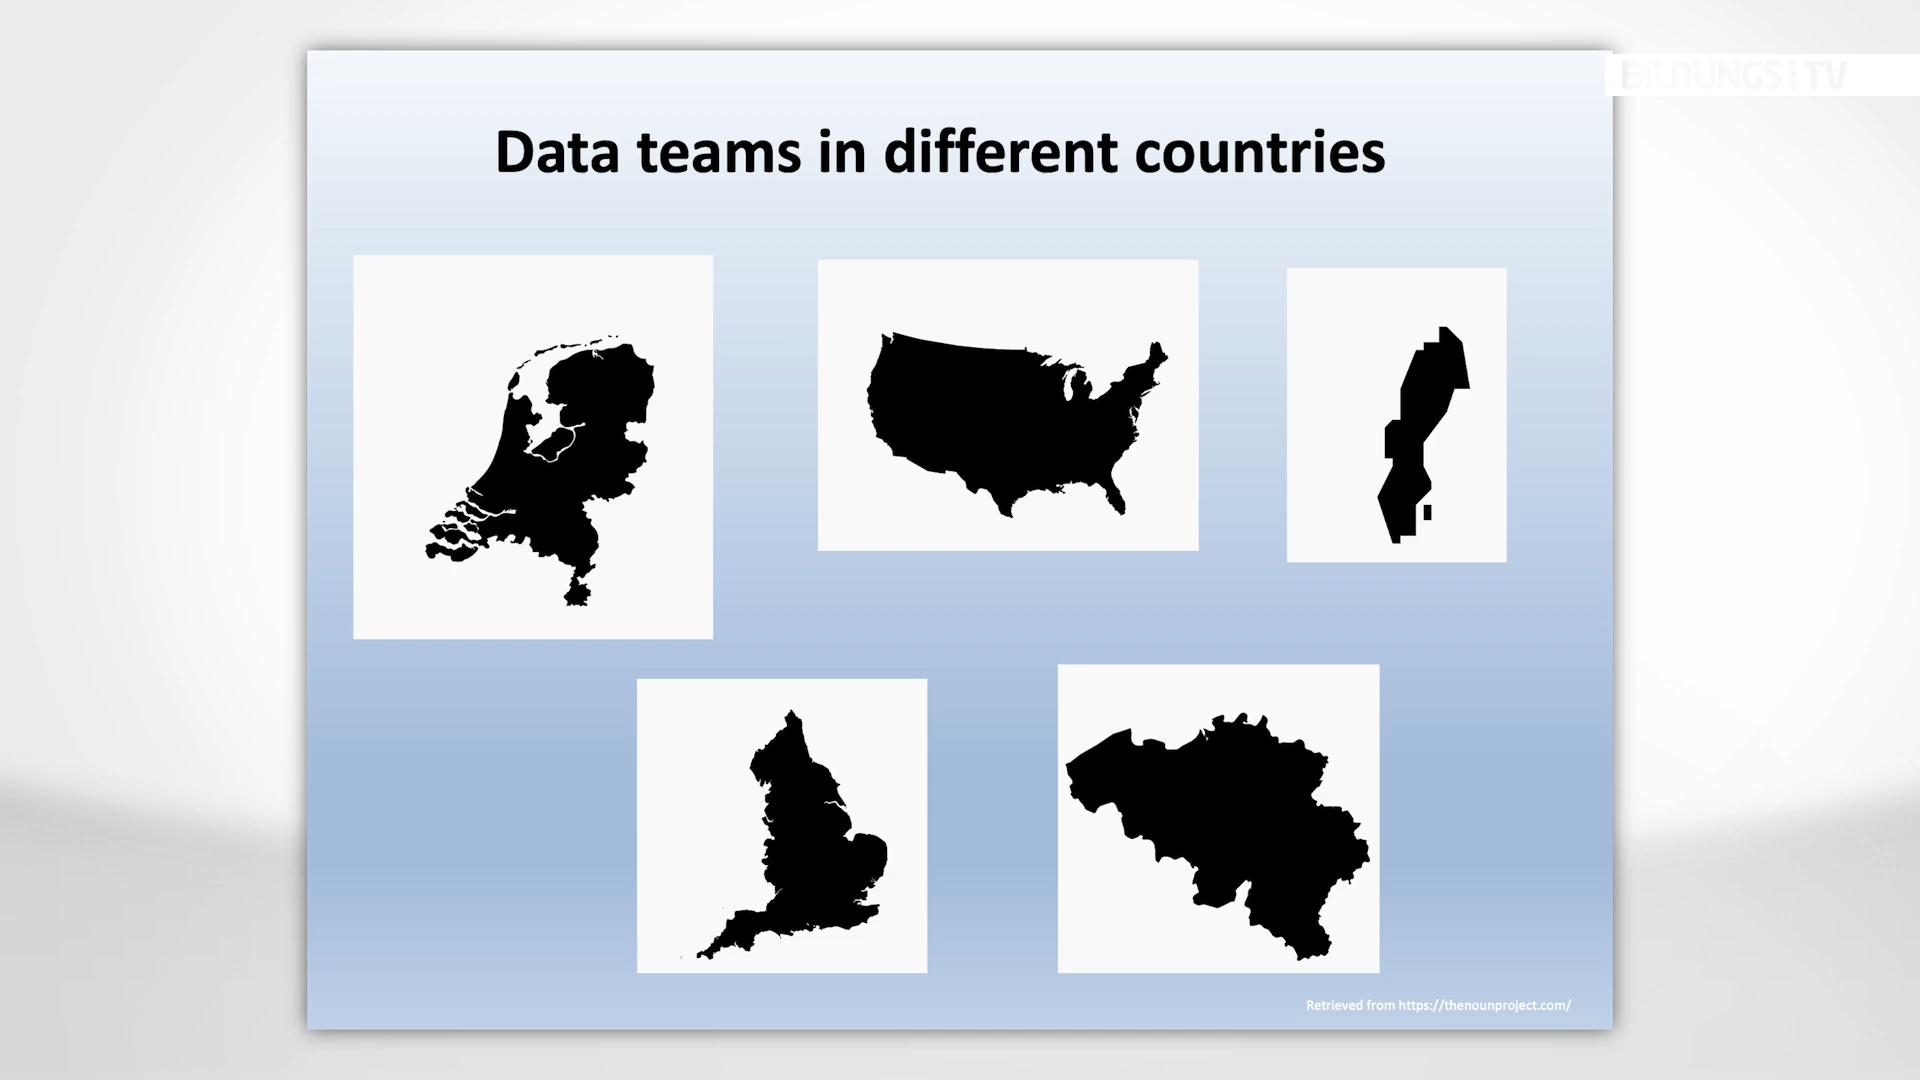 BILDUNGS TV
Data teams in different countries
Retrieved from https://thenounproject.com/